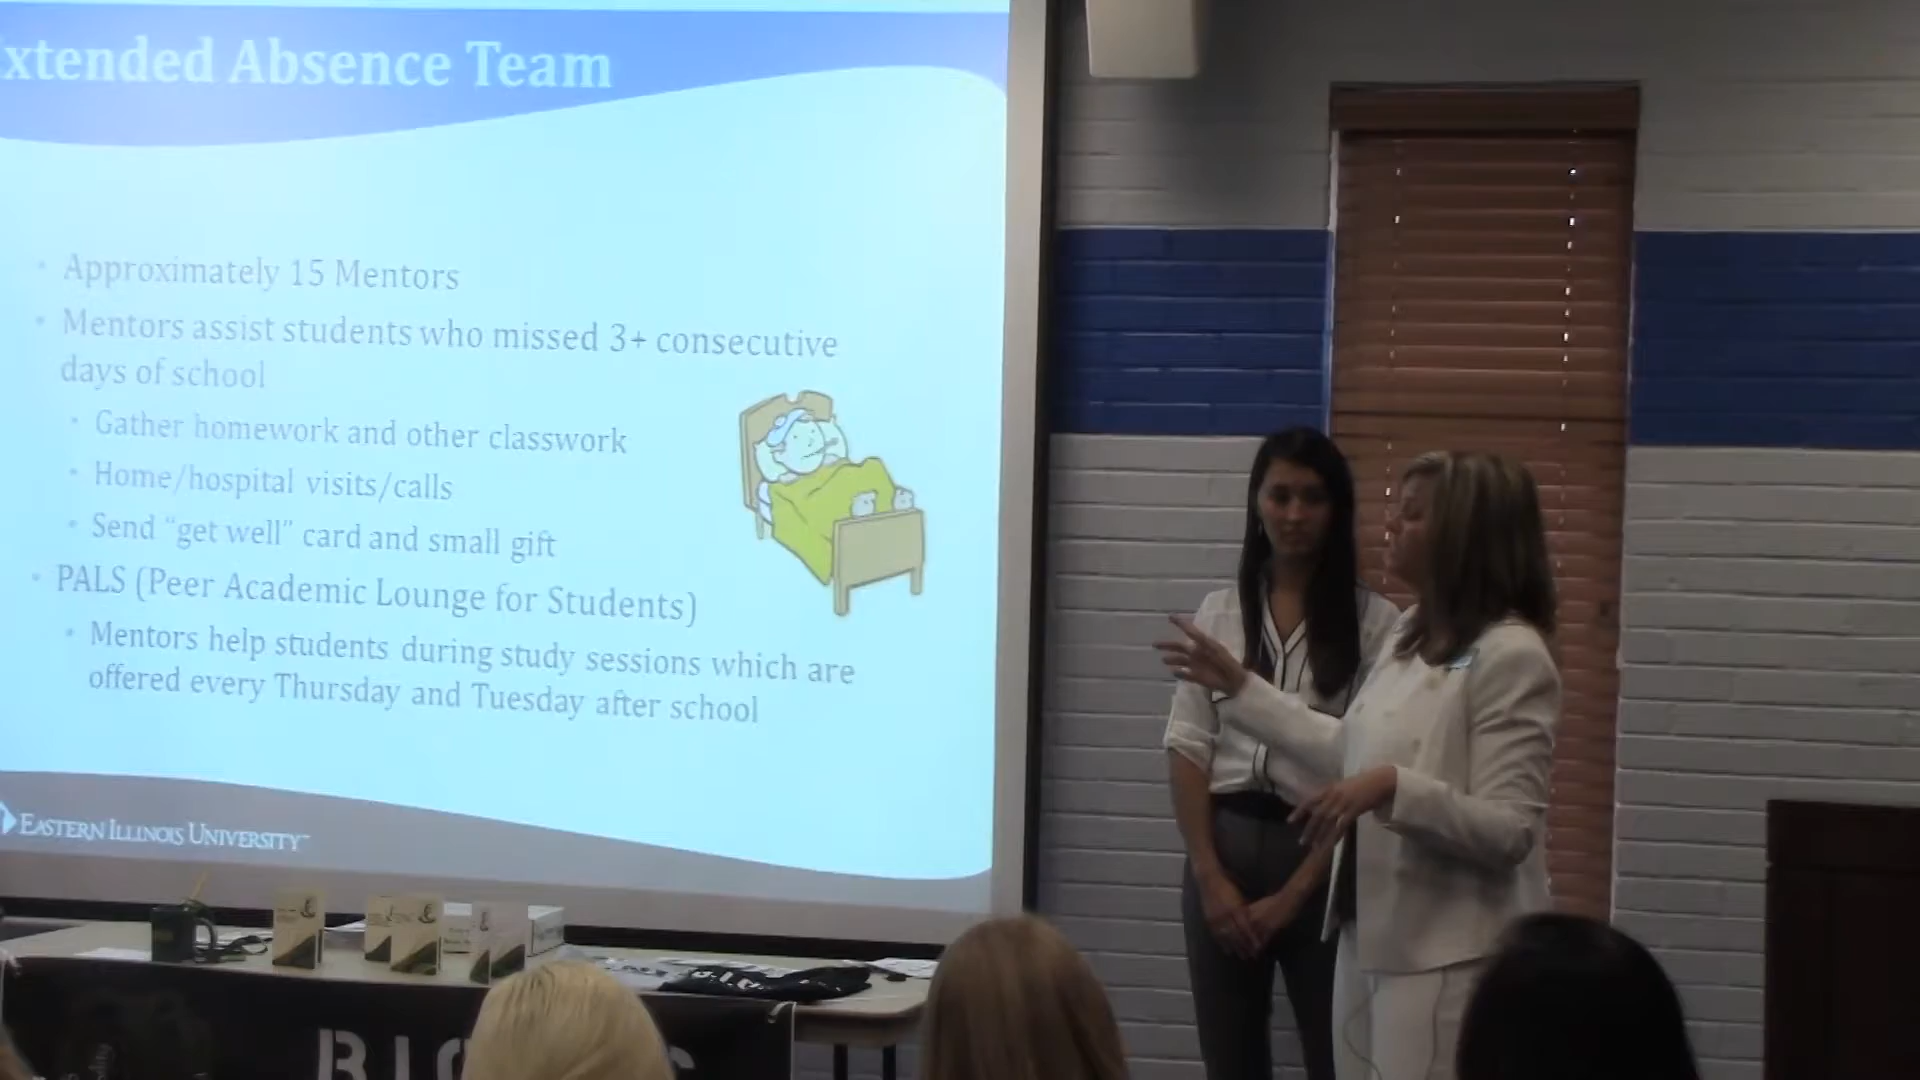 xtended Absence Team
• Approximately 15 Mentors
• Mentors assist students who missed 3+ consecutive
days of school
• Gather homework and other classwork
• Home/hospital visits/calls
• Send “get well” card and small gift
• PALS (Peer Academic Lounge for Students)
• Mentors help students during study sessions which are
offered every Thursday and Tuesday after school
EASTERN ILLINOIS UNIVERSITY™